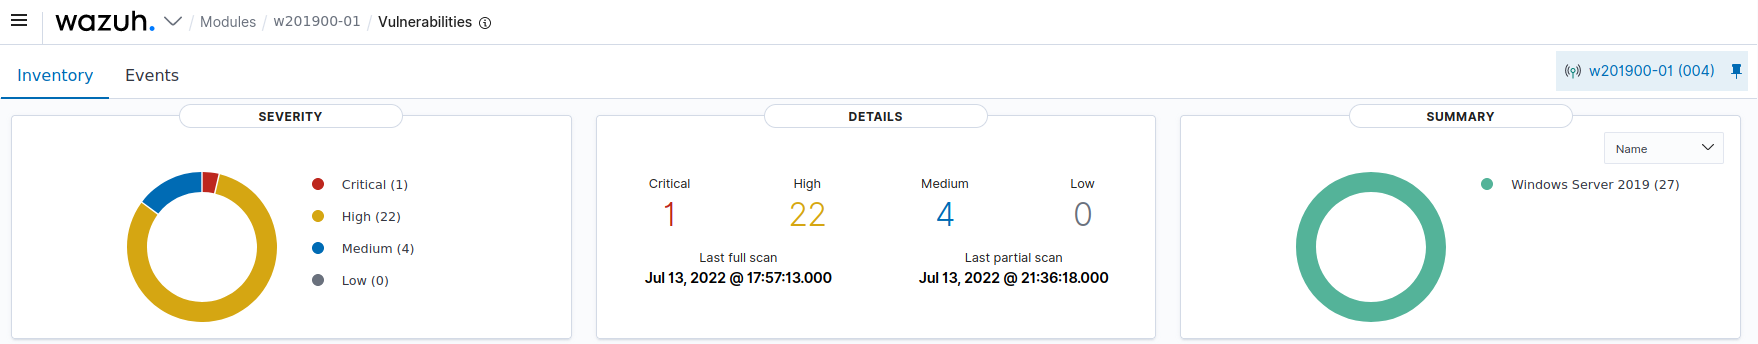 wazuh. / Modules / w201900-01 / Vulnerabilities
Inventory Events
w201900-01 (004)
SEVERITY
Critical (1)
High (22)
Medium (4)
Low (0)
DETAILS
Critical High Medium Low
1 22 4 0
Last full scan Last partial scan
Jul 13, 2022 @ 17:57:13.000 Jul 13, 2022 @ 21:36:18.000
SUMMARY
Name
Windows Server 2019 (27)